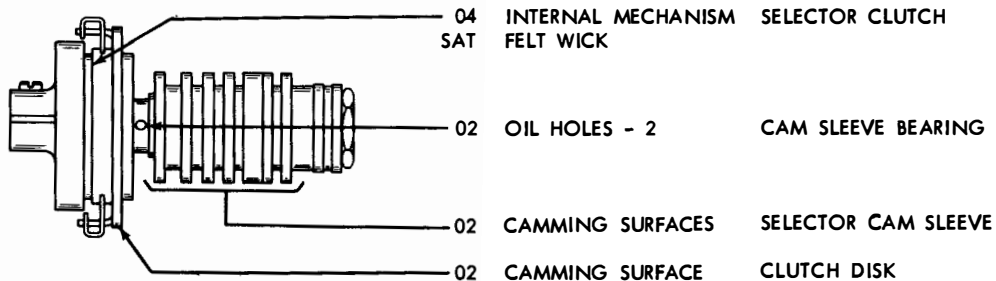 04 INTERNAL MECHANISM SELECTOR CLUTCH
SAT FELT WICK
02 OIL HOLES - 2 CAM SLEEVE BEARING
02 CAMMING SURFACES SELECTOR CAM SLEEVE
02 CAMMING SURFACE CLUTCH DISK